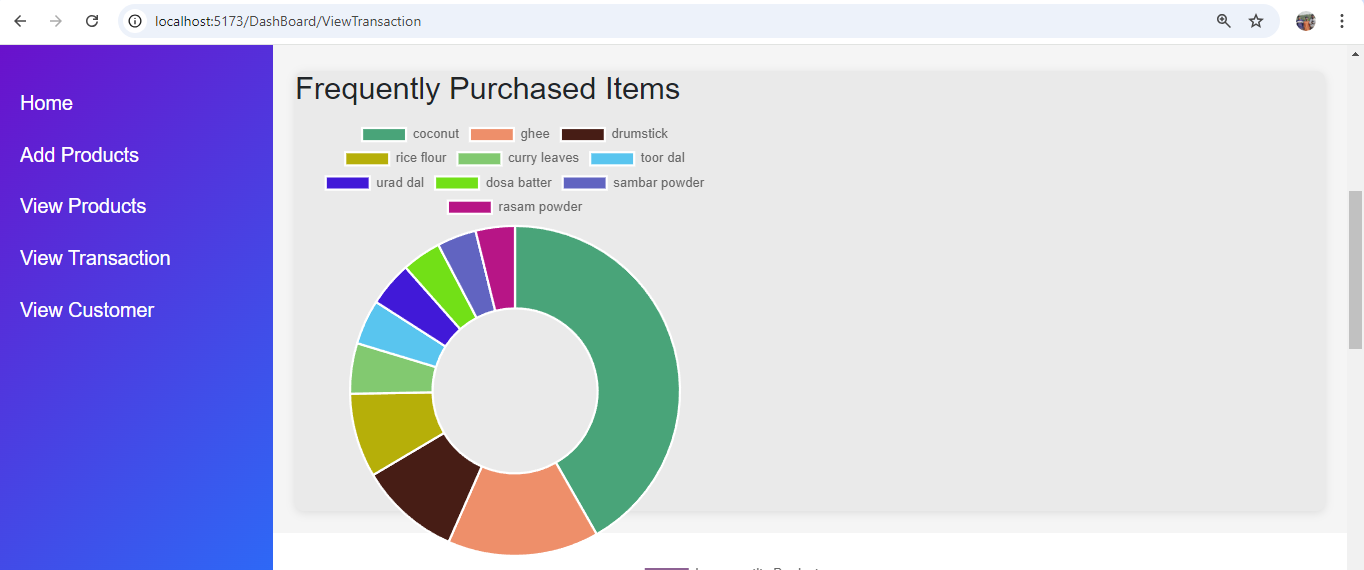 localhost:5173/DashBoard/ViewTransaction
Home
Add Products
View Products
View Transaction
View Customer
Frequently Purchased Items
coconut ghee drumstick
rice flour curry leaves toor dal
urad dal dosa batter sambar powder
rasam powder